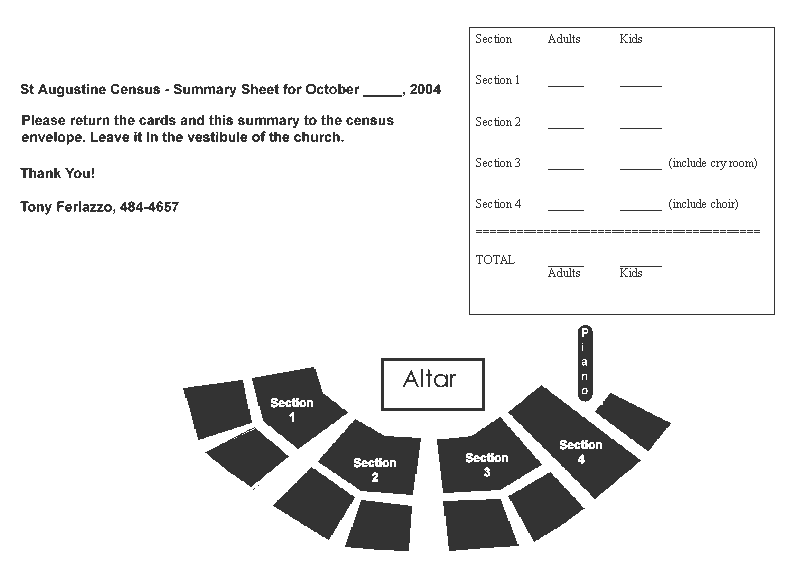 St Augustine Census - Summary Sheet for October _____, 2004
Please return the cards and this summary to the census
envelope. Leave it in the vestibule of the church.
Thank You!
Tony Ferlazzo, 484-4657
Section Adults Kids
Section 1 _____ ______
Section 2 _____ ______
Section 3 _____ ______ (include cry room)
Section 4 _____ ______ (include choir)
==========================================
TOTAL _____ ______
Adults Kids
Piano
Altar
Section
1
Section
2
Section
3
Section
4